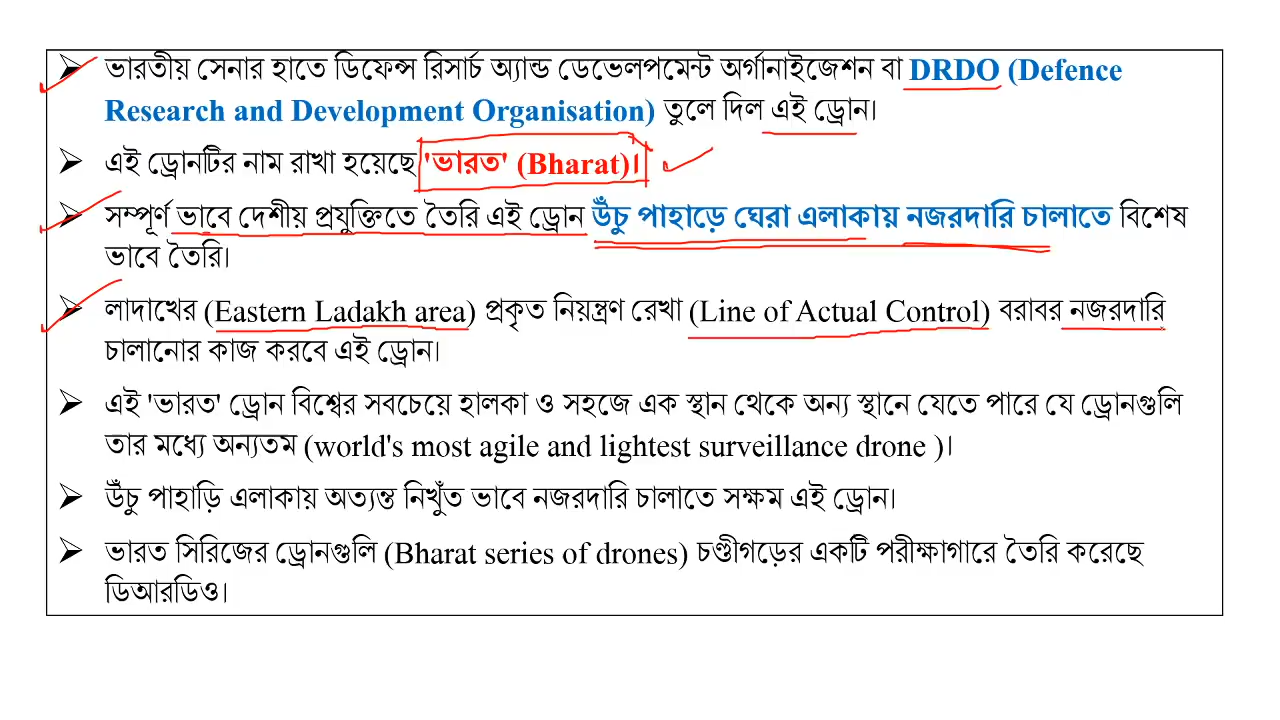 ➢ ভারতীয় সেনার হাতে ডিফেন্স রিসার্চ অ্যান্ড ডেভেলপমেন্ট অর্গানাইজেশন বা DRDO (Defence
Research and Development Organisation) তুলে দিল এই ড্রোন।
➢ এই ড্রোনটির নাম রাখা হয়েছে 'ভারত' (Bharat)।
➢ সম্পূর্ণ ভাবে দেশীয় প্রযুক্তিতে তৈরি এই ড্রোন উঁচু পাহাড়ে ঘেরা এলাকায় নজরদারি চালাতে বিশেষ
ভাবে তৈরি।
➢ লাদাখের (Eastern Ladakh area) প্রকৃত নিয়ন্ত্রণ রেখা (Line of Actual Control) বরাবর নজরদারি
চালানোর কাজ করবে এই ড্রোন।
➢ এই 'ভারত' ড্রোন বিশ্বের সবচেয়ে হালকা ও সহজে এক স্থান থেকে অন্য স্থানে যেতে পারে যে ড্রোনগুলি
তার মধ্যে অন্যতম (world's most agile and lightest surveillance drone )।
➢ উঁচু পাহাড়ি এলাকায় অত্যন্ত নিখুঁত ভাবে নজরদারি চালাতে সক্ষম এই ড্রোন।
➢ ভারত সিরিজের ড্রোনগুলি (Bharat series of drones) চণ্ডীগড়ের একটি পরীক্ষাগারে তৈরি করেছে
ডিআরডিও।